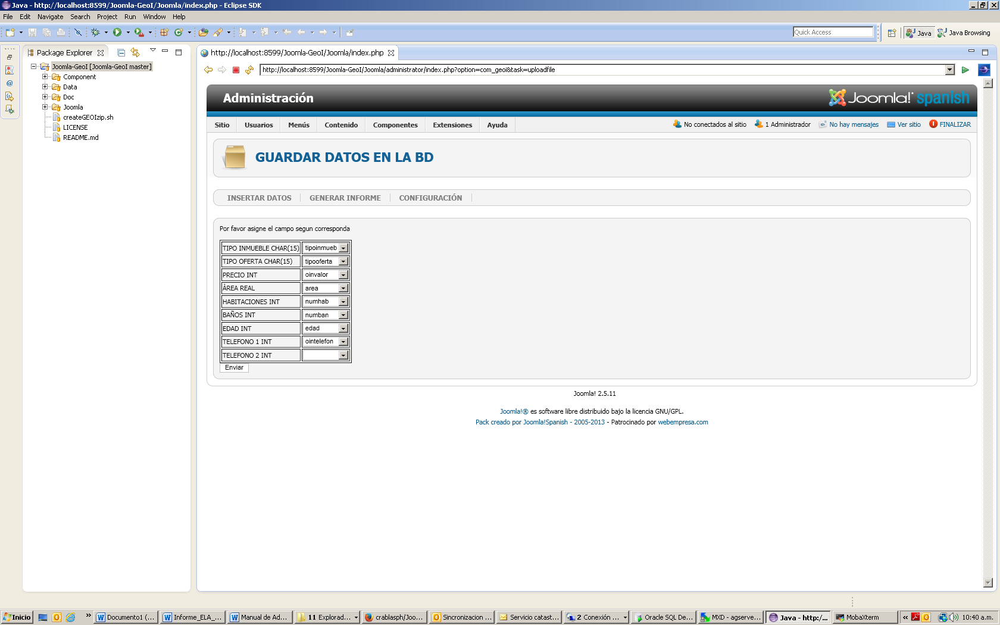 Java - http://localhost:8599/Joomla-GeoI/Joomla/index.php - Eclipse SDK
File Edit Navigate Search Project Run Window Help
Quick Access
Java
Java Browsing
Package Explorer
http://localhost:8599/Joomla-GeoI/Joomla/index.php
Joomla-GeoI [Joomla-GeoI master]
Component
Data
Doc
Joomla
createGEOIzip.sh
LICENSE
README.md
http://localhost:8599/Joomla-GeoI/Joomla/administrator/index.php?option=com_geoi&task=uploadfile
Administración
Joomla! spanish
Sitio Usuarios Menús Contenido Componentes Extensiones Ayuda
No conectados al sitio 1 Administrador No hay mensajes Ver sitio FINALIZAR
GUARDAR DATOS EN LA BD
INSERTAR DATOS GENERAR INFORME CONFIGURACIÓN
Por favor asigne el campo segun corresponda
TIPO INMUEBLE CHAR(15) tipoinmueb
TIPO OFERTA CHAR(15) tipooferta
PRECIO INT oinvalor
ÀREA REAL area
HABITACIONES INT numhab
BAÑOS INT numban
EDAD INT edad
TELEFONO 1 INT ointelefon
TELEFONO 2 INT
Enviar
Joomla! 2.5.11
Joomla!® es software libre distribuido bajo la licencia GNU/GPL.
Pack creado por Joomla!Spanish - 2005-2013 - Patrocinado por webempresa.com
Inicio
»
Documento1 (...
Informe_ELA_...
Manual de Ad...
11 Explorad...
crablasph/Joo...
Sincronizacion ...
Servicio catast...
2 Conexión ...
Oracle SQL De...
MXD - agserve...
Java - http:/...
MobaXterm
«
10:40 a.m.